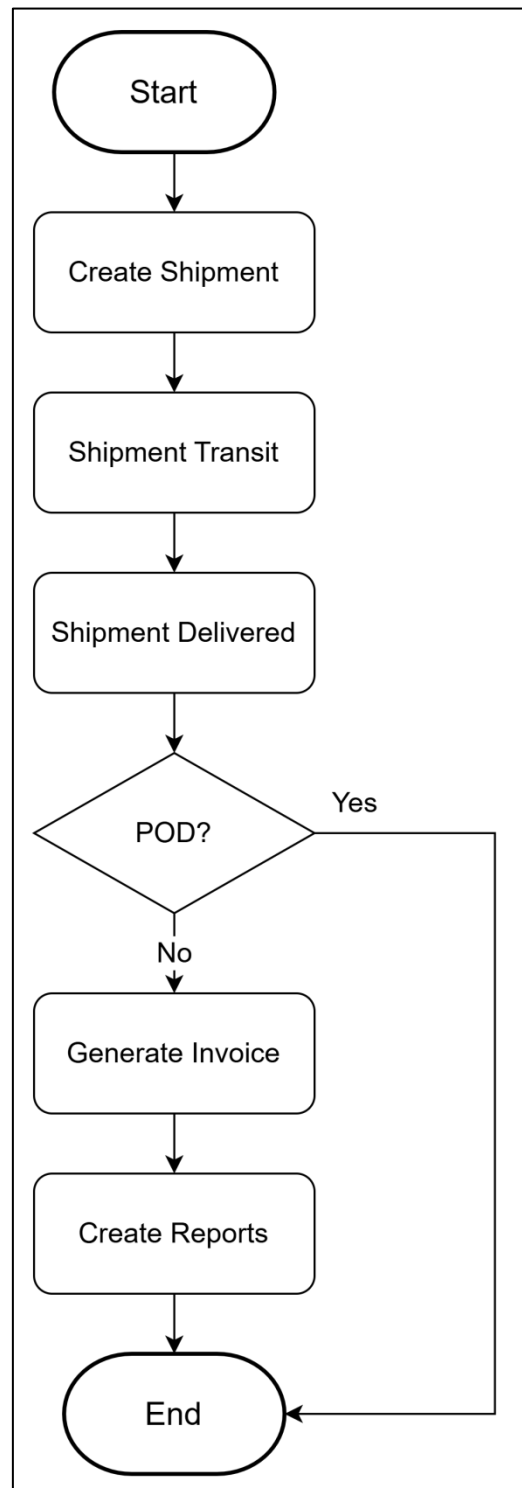 Start
Create Shipment
Shipment Transit
Shipment Delivered
POD?
Yes
No
Generate Invoice
Create Reports
End